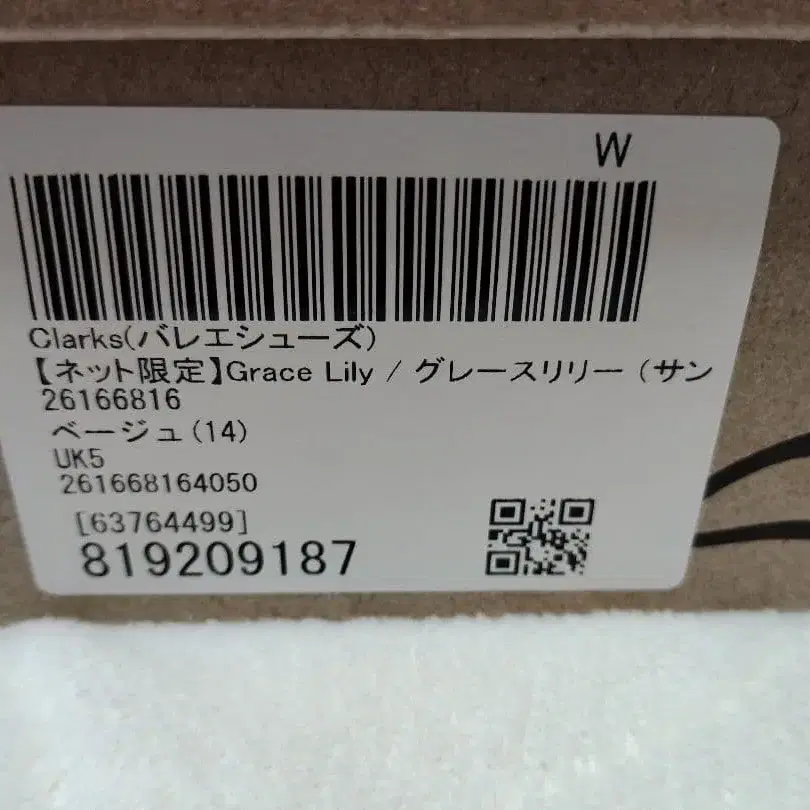 W
Clarks(バレエシューズ)
【ネット限定】Grace Lily / グレースリリー (サン
26166816
ベージュ(14)
UK5
261668164050
[63764499]
819209187